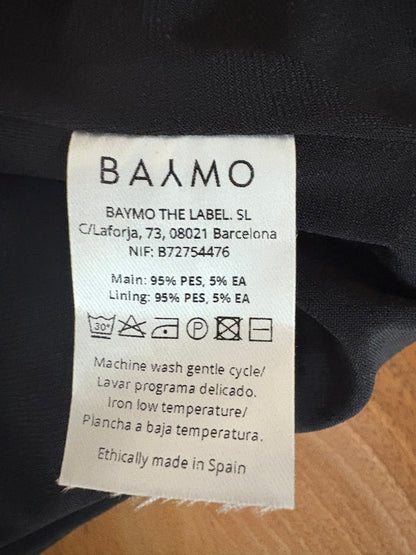 BAYMO
BAYMO THE LABEL. SL
C/Laforja, 73, 08021 Barcelona
NIF: B72754476
Main: 95% PES, 5% EA
Lining: 95% PES, 5% EA
30° P
Machine wash gentle cycle/
Lavar programa delicado.
Iron low temperature/
Plancha a baja temperatura.
Ethically made in Spain